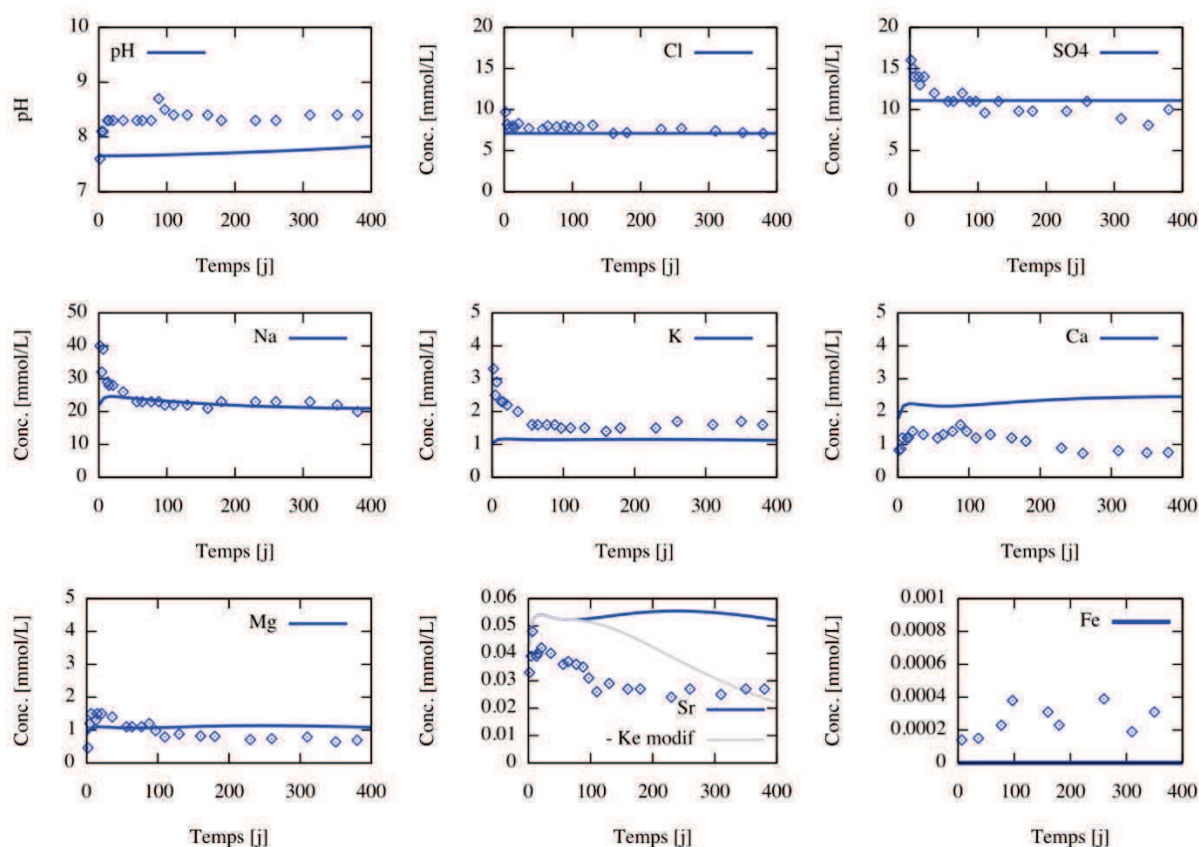 pH
10
9
8
7
0 100 200 300 400
Temps [j]
pH
Conc. [mmol/L]
20
15
10
5
0
0 100 200 300 400
Temps [j]
Cl
Conc. [mmol/L]
20
15
10
5
0
0 100 200 300 400
Temps [j]
SO4
Conc. [mmol/L]
50
40
30
20
10
0
0 100 200 300 400
Temps [j]
Na
Conc. [mmol/L]
5
4
3
2
1
0
0 100 200 300 400
Temps [j]
K
Conc. [mmol/L]
5
4
3
2
1
0
0 100 200 300 400
Temps [j]
Ca
Conc. [mmol/L]
5
4
3
2
1
0
0 100 200 300 400
Temps [j]
Mg
Conc. [mmol/L]
0.06
0.05
0.04
0.03
0.02
0.01
0
0 100 200 300 400
Temps [j]
Sr
- Ke modif
Conc. [mmol/L]
0.001
0.0008
0.0006
0.0004
0.0002
0
0 100 200 300 400
Temps [j]
Fe